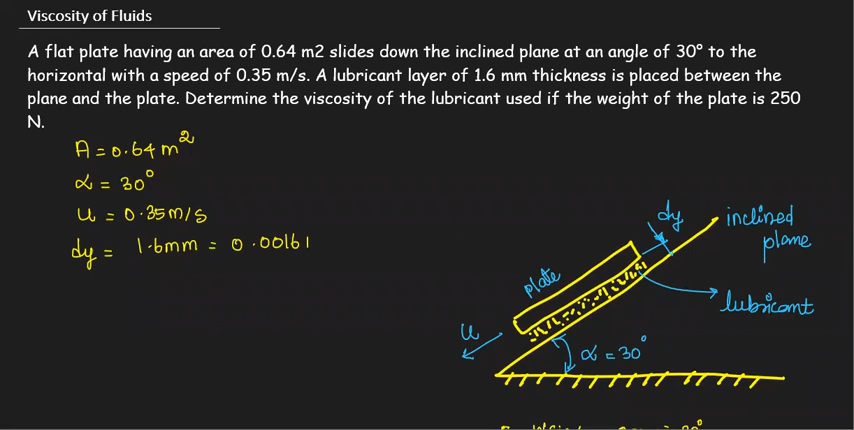 Viscosity of Fluids
A flat plate having an area of 0.64 m2 slides down the inclined plane at an angle of 30° to the
horizontal with a speed of 0.35 m/s. A lubricant layer of 1.6 mm thickness is placed between the
plane and the plate. Determine the viscosity of the lubricant used if the weight of the plate is 250
N.
A = 0.64 m²
α = 30°
u = 0.35 m/s
dy = 1.6mm = 0.0016 l
dy
inclined
plane
plate
lubricant
u
α = 30°